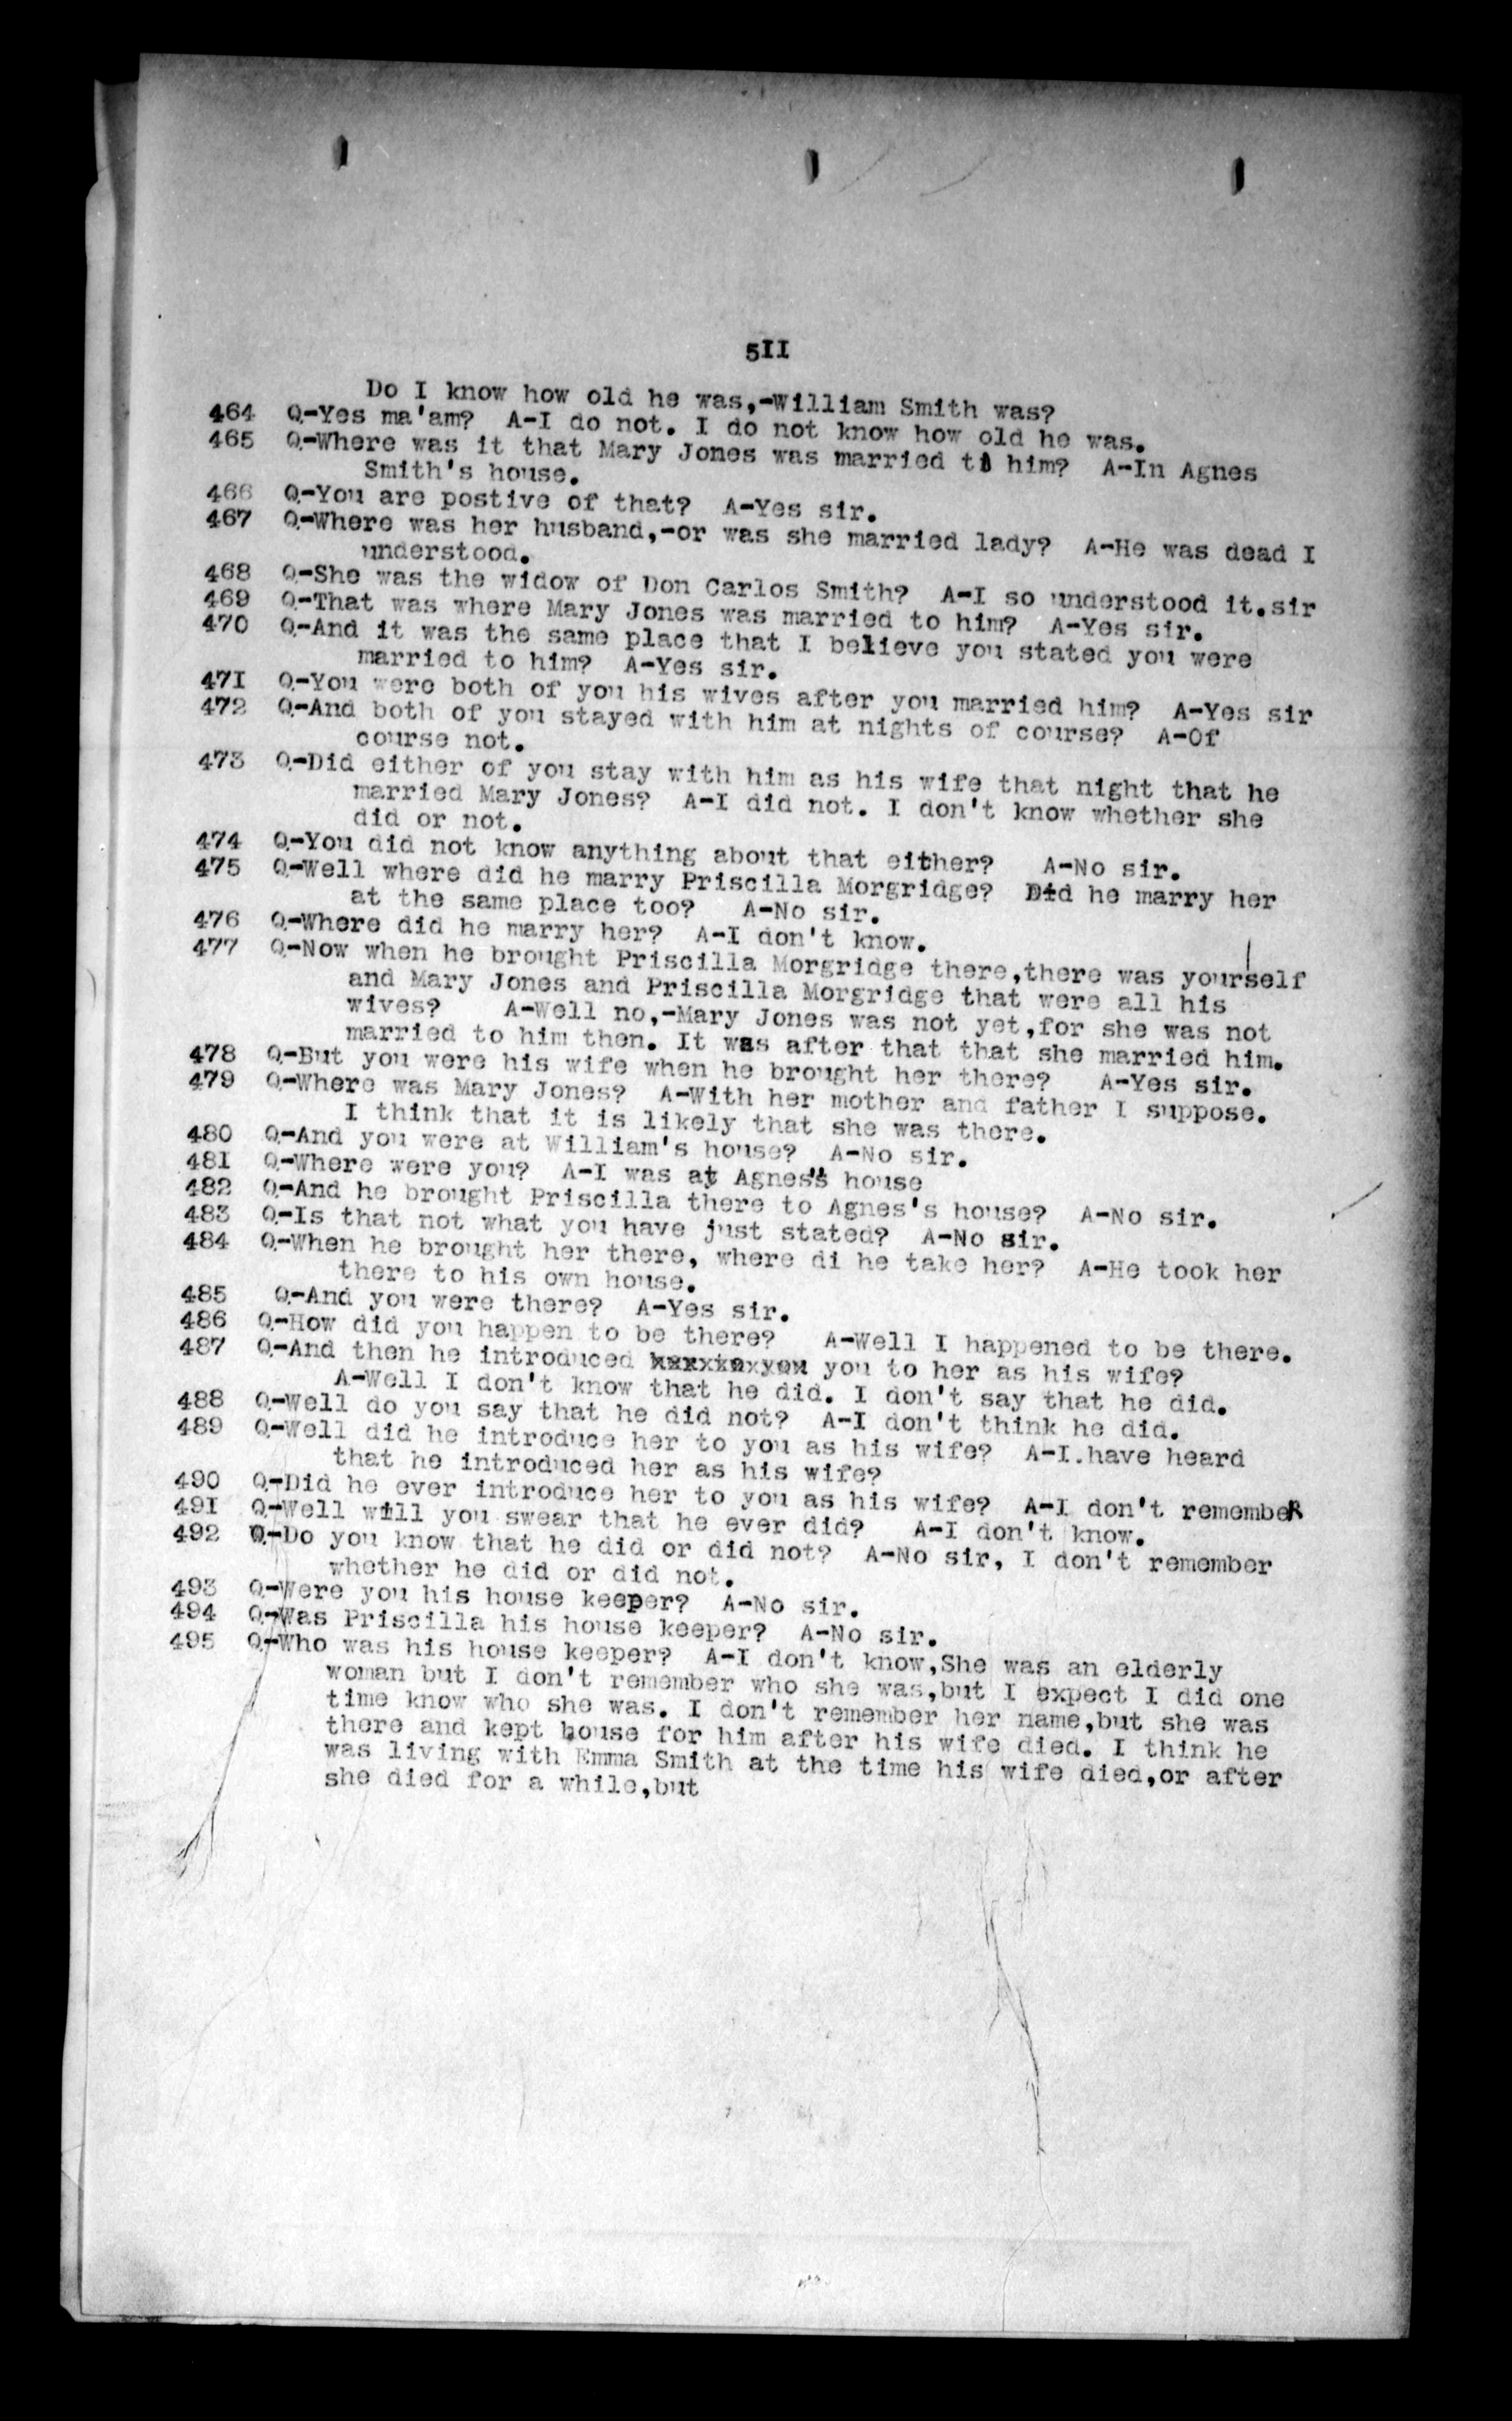 511
Do I know how old he was,-William Smith was?
464 Q-Yes ma'am? A-I do not. I do not know how old he was.
465 Q-Where was it that Mary Jones was married to him? A-In Agnes
Smith's house.
466 Q-You are postive of that? A-Yes sir.
467 Q-Where was her husband,-or was she married lady? A-He was dead I
understood.
468 Q-She was the widow of Don Carlos Smith? A-I so understood it.sir
469 Q-That was where Mary Jones was married to him? A-Yes sir.
470 Q-And it was the same place that I believe you stated you were
married to him? A-Yes sir.
471 Q-You were both of you his wives after you married him? A-Yes sir
472 Q-And both of you stayed with him at nights of course? A-Of
course not.
473 Q-Did either of you stay with him as his wife that night that he
married Mary Jones? A-I did not. I don't know whether she
did or not.
474 Q-You did not know anything about that either? A-No sir.
475 Q-Well where did he marry Priscilla Morgridge? Did he marry her
at the same place too? A-No sir.
476 Q-Where did he marry her? A-I don't know.
477 Q-Now when he brought Priscilla Morgridge there,there was yourself
and Mary Jones and Priscilla Morgridge that were all his
wives? A-Well no,-Mary Jones was not yet,for she was not
married to him then. It was after that that she married him.
478 Q-But you were his wife when he brought her there? A-Yes sir.
479 Q-Where was Mary Jones? A-With her mother and father I suppose.
I think that it is likely that she was there.
480 Q-And you were at William's house? A-No sir.
481 Q-Where were you? A-I was at Agnes's house
482 Q-And he brought Priscilla there to Agnes's house? A-No sir.
483 Q-Is that not what you have just stated? A-No sir.
484 Q-When he brought her there, where di he take her? A-He took her
there to his own house.
485 Q-And you were there? A-Yes sir.
486 Q-How did you happen to be there? A-Well I happened to be there.
487 Q-And then he introduced you to her as his wife?
A-Well I don't know that he did. I don't say that he did.
488 Q-Well do you say that he did not? A-I don't think he did.
489 Q-Well did he introduce her to you as his wife? A-I.have heard
that he introduced her as his wife?
490 Q-Did he ever introduce her to you as his wife? A-I don't remembeR
491 Q-Well will you swear that he ever did? A-I don't know.
492 Q-Do you know that he did or did not? A-No sir, I don't remember
whether he did or did not.
493 Q-Were you his house keeper? A-No sir.
494 Q-Was Priscilla his house keeper? A-No sir.
495 Q-Who was his house keeper? A-I don't know,She was an elderly
woman but I don't remember who she was,but I expect I did one
time know who she was. I don't remember her name,but she was
there and kept house for him after his wife died. I think he
was living with Emma Smith at the time his wife died,or after
she died for a while,but